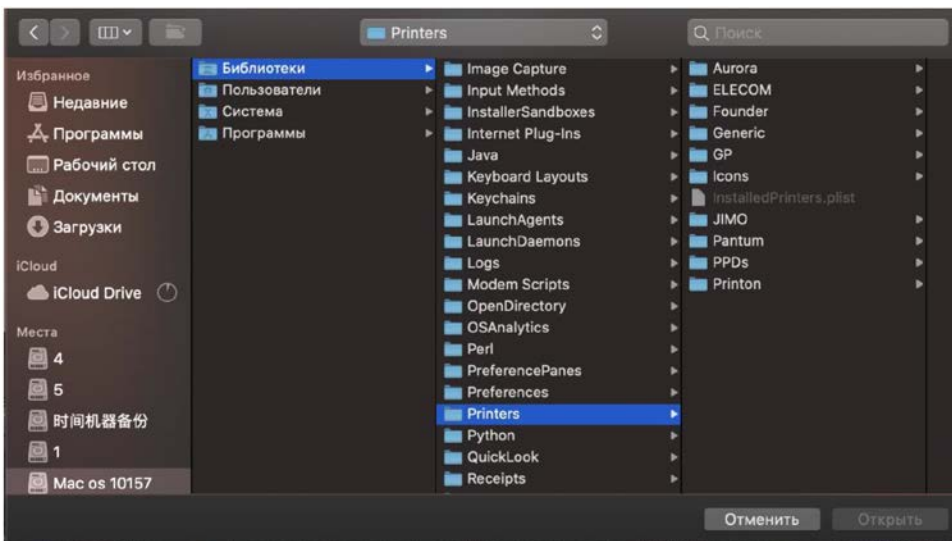 Printers
Поиск
Избранное
Недавние
Программы
Рабочий стол
Документы
Загрузки
iCloud
iCloud Drive
Места
4
5
时间机器备份
1
Mac os 10157
Библиотеки
Пользователи
Система
Программы
Image Capture
Input Methods
InstallerSandboxes
Internet Plug-Ins
Java
Keyboard Layouts
Keychains
LaunchAgents
LaunchDaemons
Logs
Modem Scripts
OpenDirectory
OSAnalytics
Perl
PreferencePanes
Preferences
Printers
Python
QuickLook
Receipts
Aurora
ELECOM
Founder
Generic
GP
Icons
InstalledPrinters.plist
JIMO
Pantum
PPDs
Printon
Отменить
Открыть